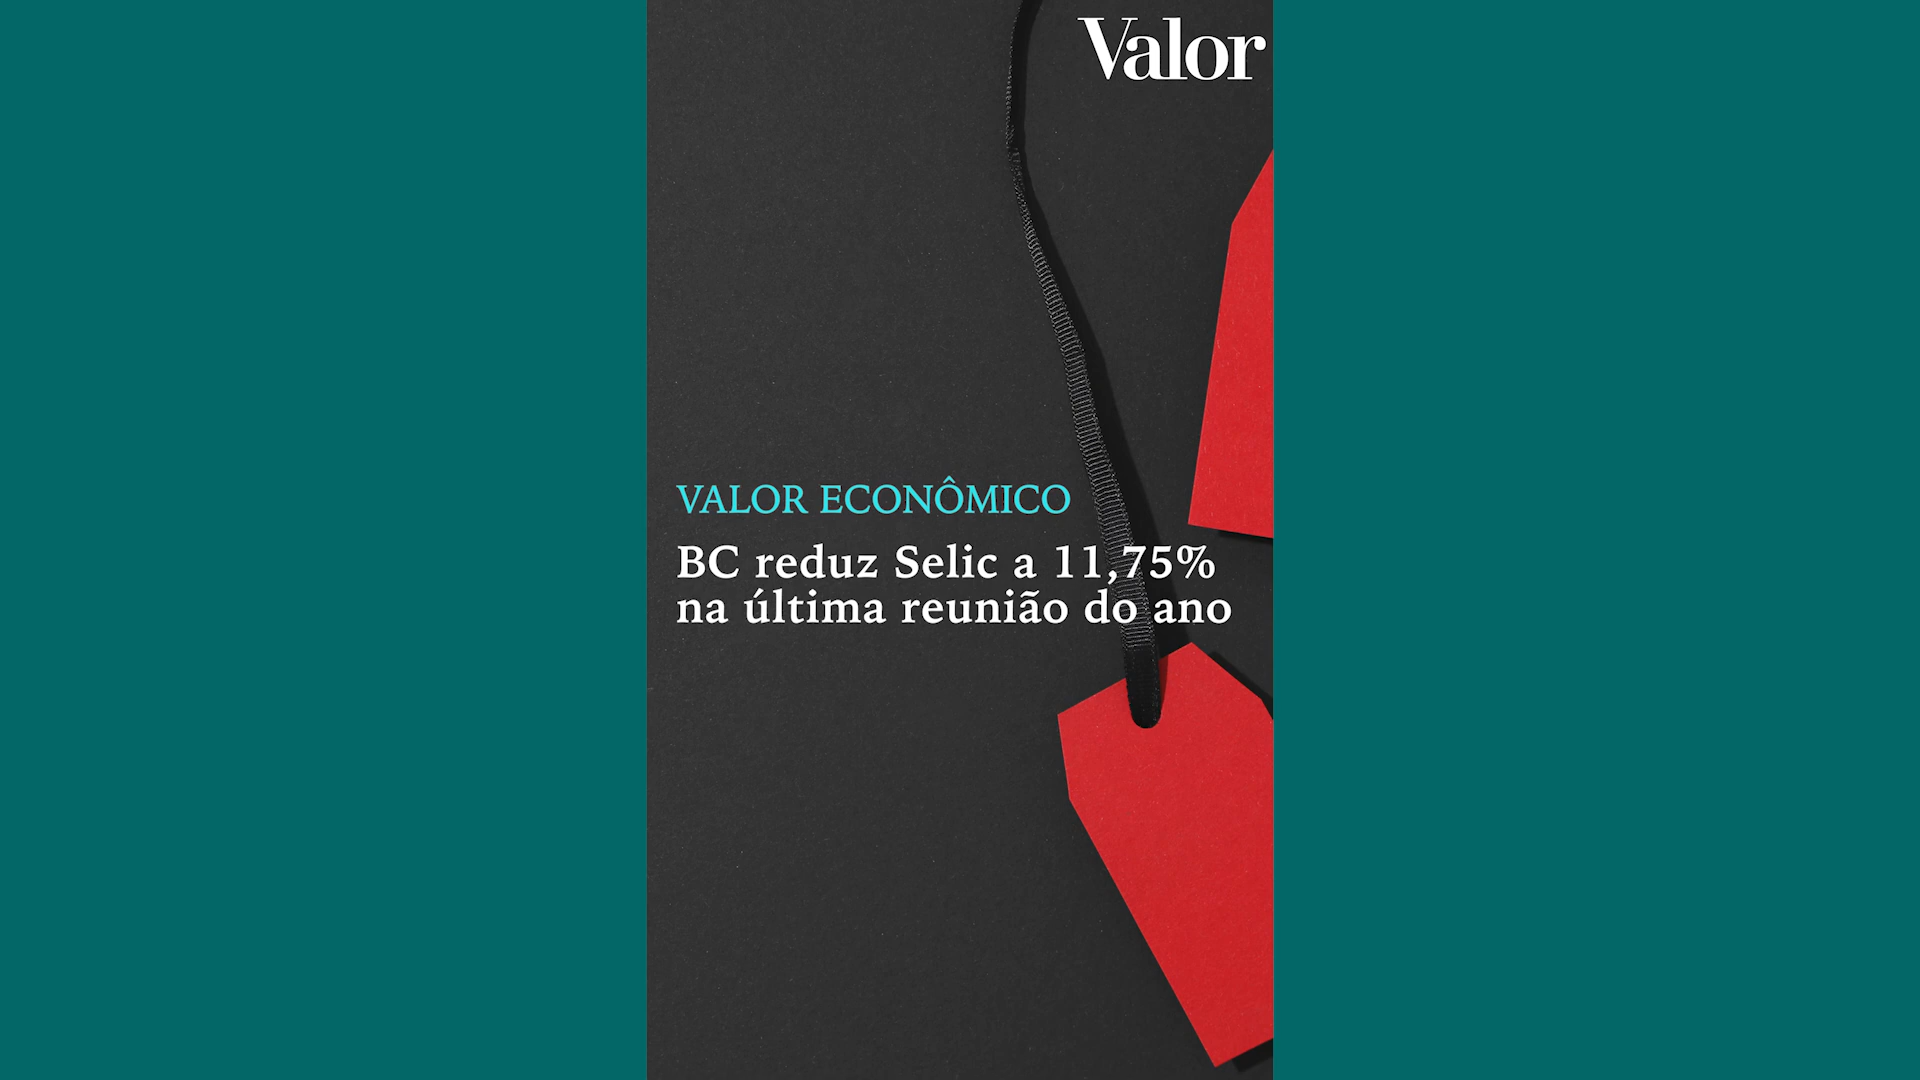 Valor
VALOR ECONÔMICO
BC reduz Selic a 11,75%
na última reunião do ano